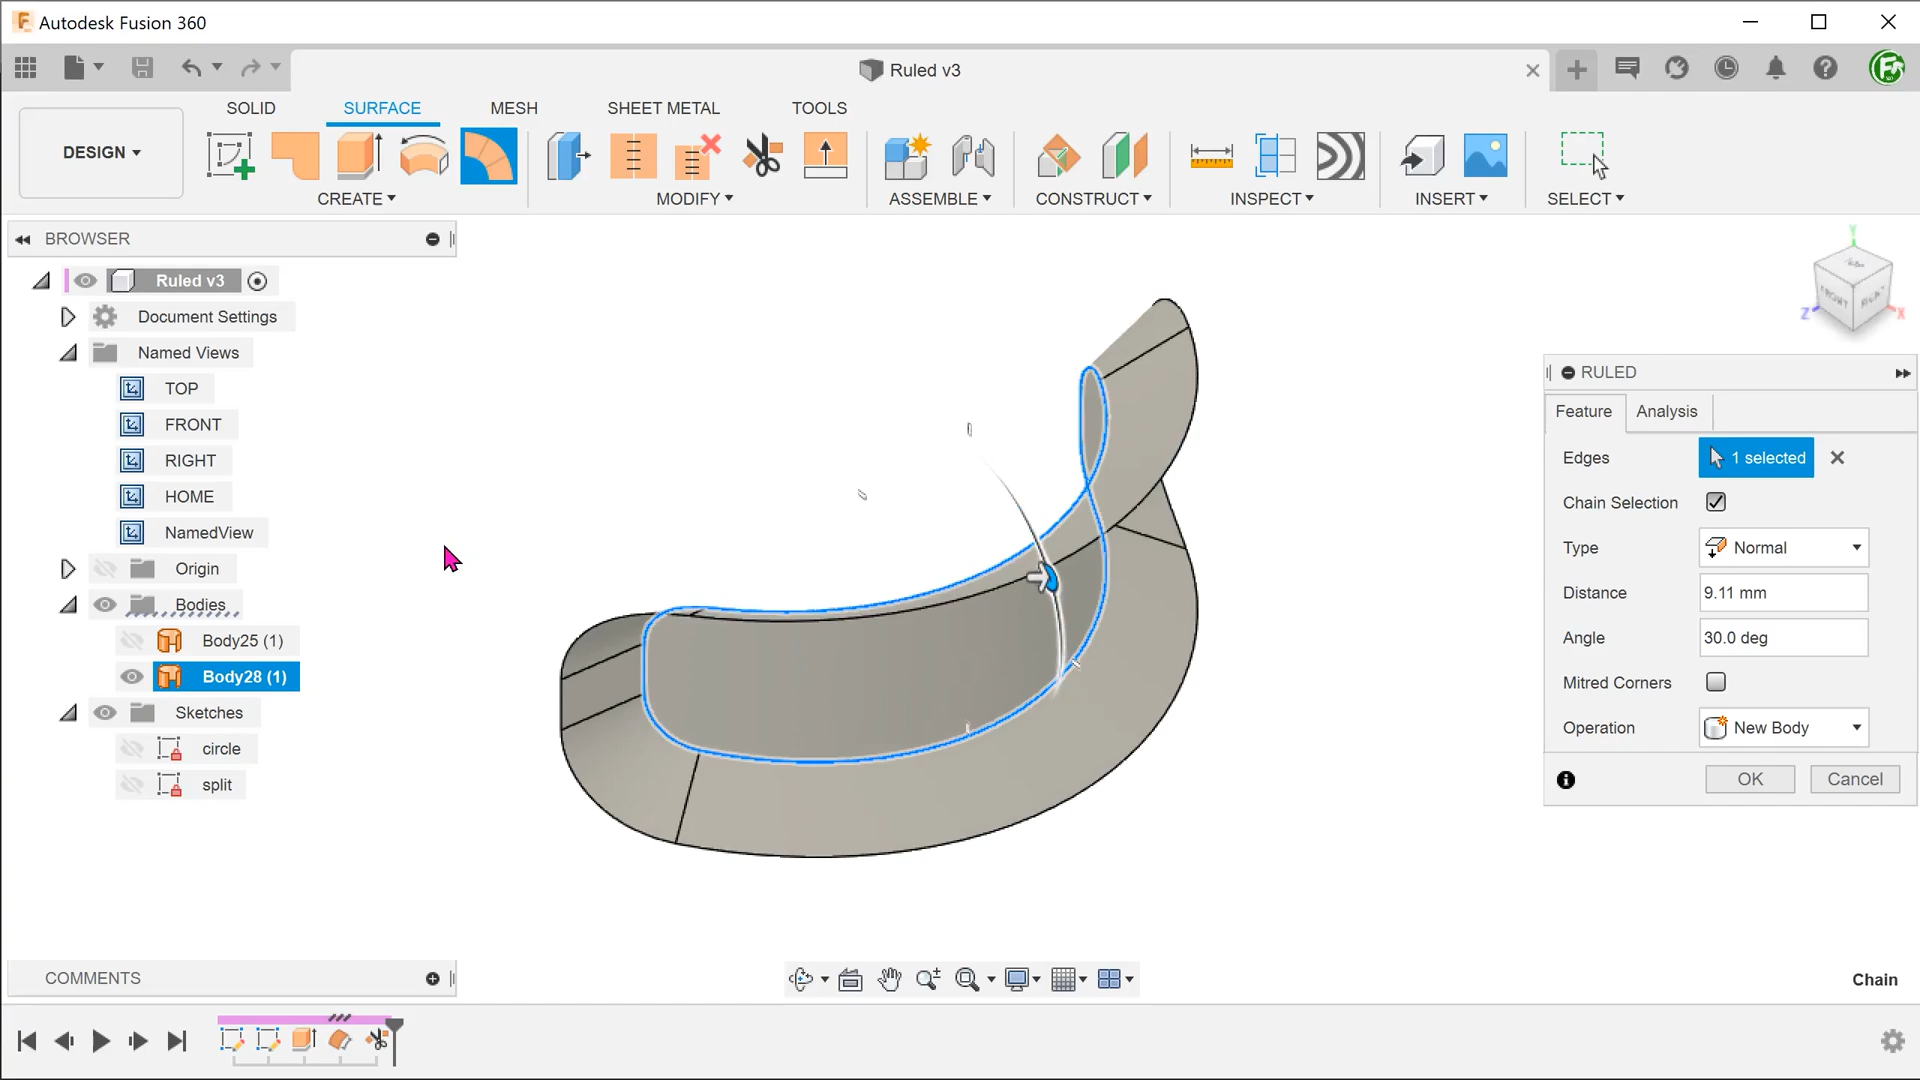 Autodesk Fusion 360
Ruled v3
SOLID
SURFACE
MESH
SHEET METAL
TOOLS
DESIGN
CREATE
MODIFY
ASSEMBLE
CONSTRUCT
INSPECT
INSERT
SELECT
BROWSER
Ruled v3
Document Settings
Named Views
TOP
FRONT
RIGHT
HOME
NamedView
Origin
Bodies
Body25 (1)
Body28 (1)
Sketches
circle
split
Y
FRONT
RIGHT
Z
X
RULED
Feature
Analysis
Edges
1 selected
Chain Selection
Type
Normal
Distance
9.11 mm
Angle
30.0 deg
Mitred Corners
Operation
New Body
OK
Cancel
COMMENTS
Chain